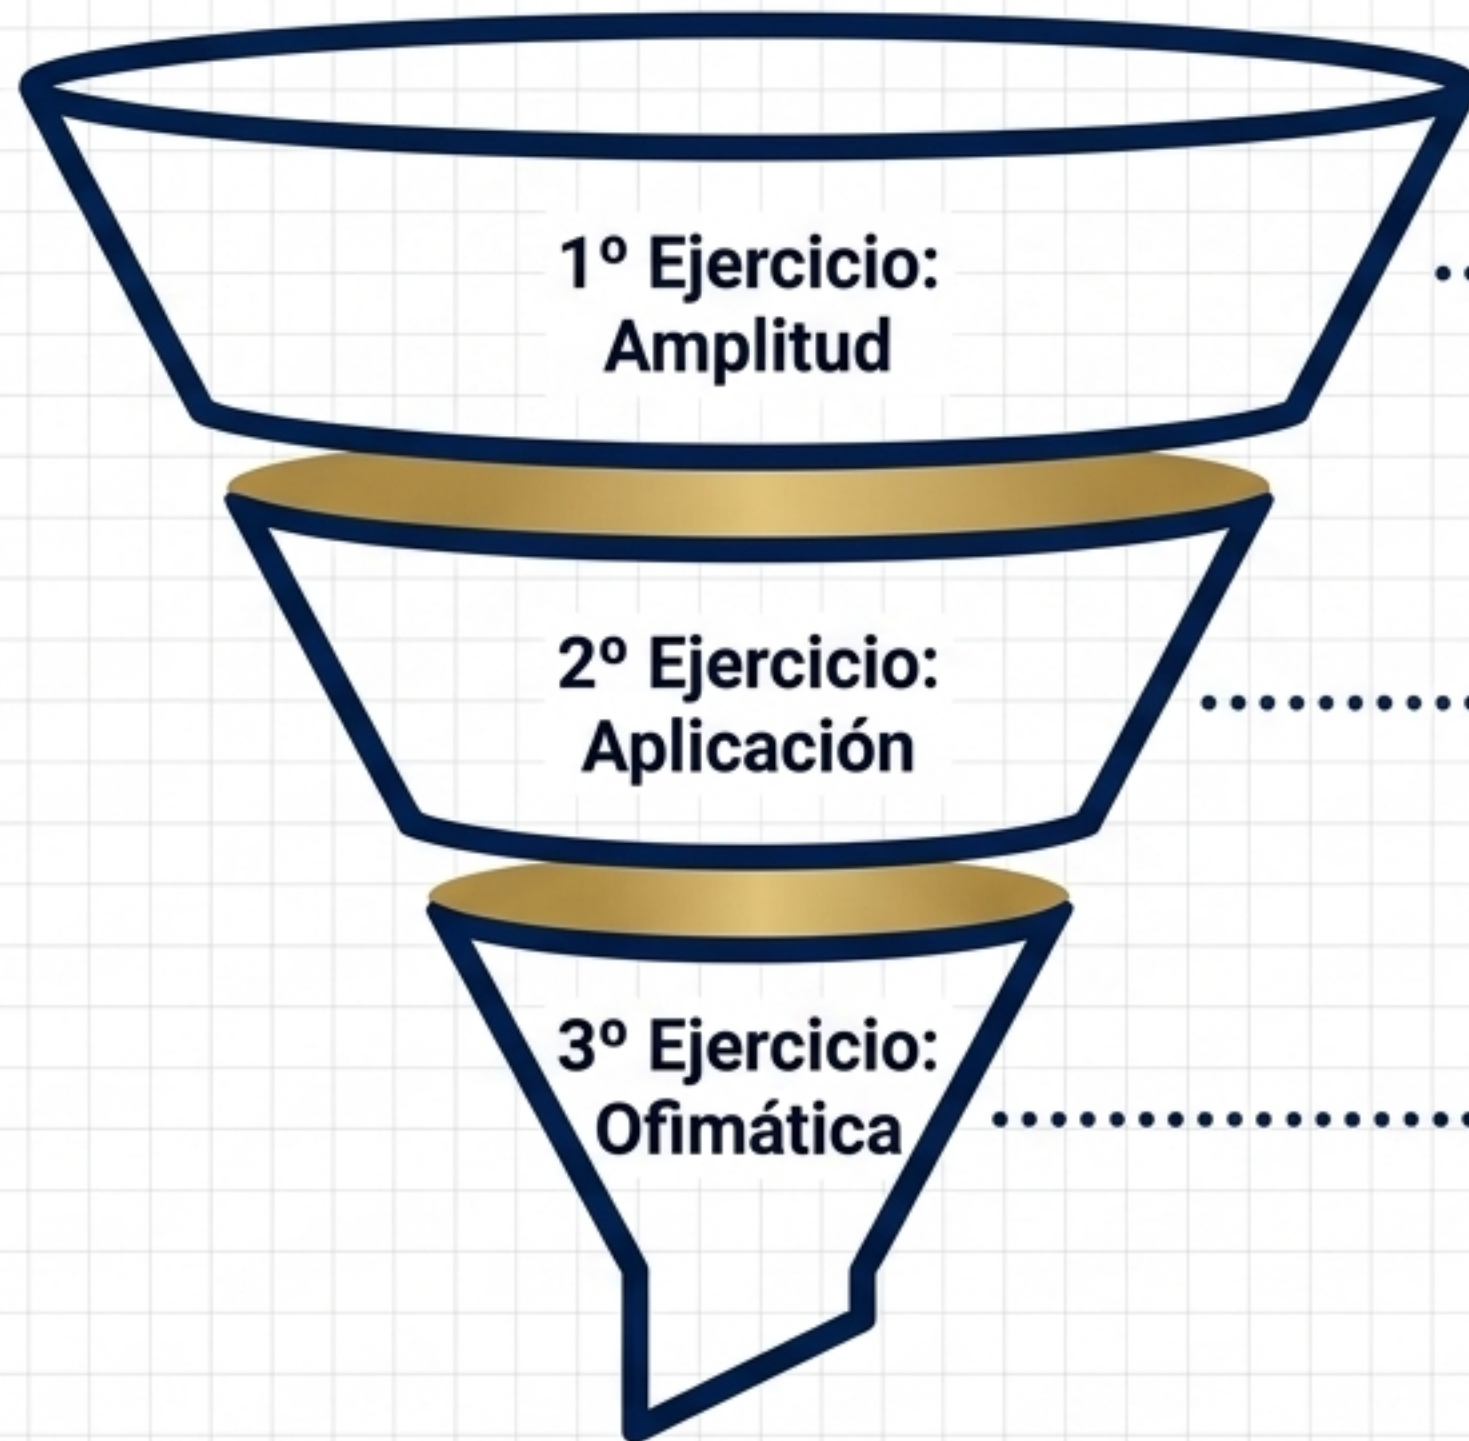 1º Ejercicio:
Amplitud
2º Ejercicio:
Aplicación
3º Ejercicio:
Ofimática